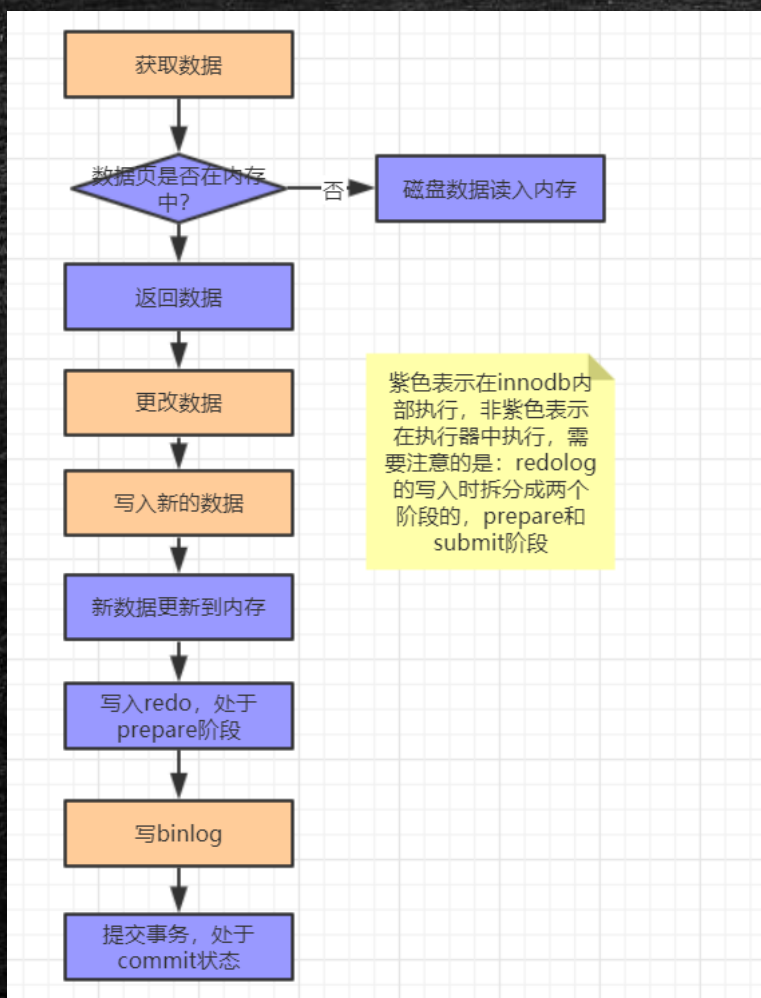 获取数据
数据页是否在内存
中?
否
磁盘数据读入内存
返回数据
更改数据
写入新的数据
新数据更新到内存
写入redo，处于
prepare阶段
写binlog
提交事务，处于
commit状态
紫色表示在innodb内
部执行，非紫色表示
在执行器中执行，需
要注意的是：redolog
的写入时拆分成两个
阶段的，prepare和
submit阶段